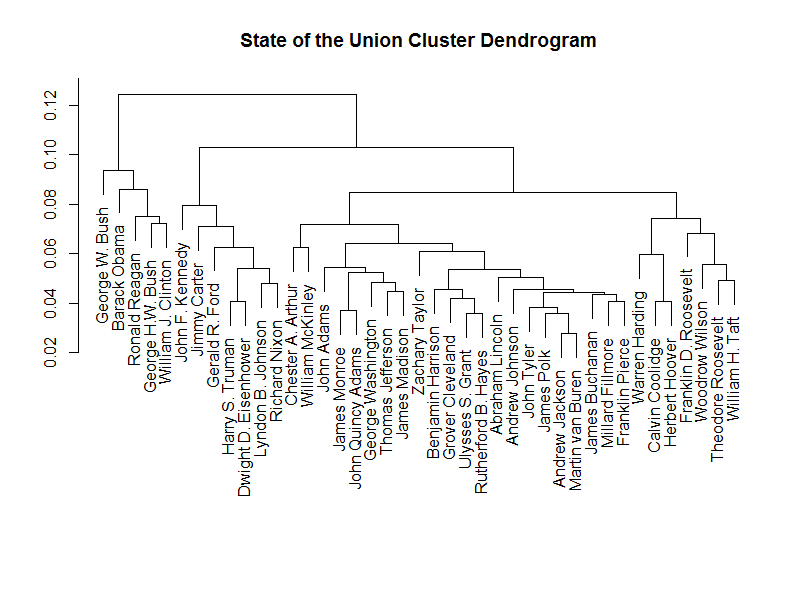 State of the Union Cluster Dendrogram
0.12
0.10
0.08
0.06
0.04
0.02
George W. Bush
Barack Obama
Ronald Reagan
George H.W. Bush
William J. Clinton
John F. Kennedy
Jimmy Carter
Gerald R. Ford
Harry S. Truman
Dwight D. Eisenhower
Lyndon B. Johnson
Richard Nixon
Chester A. Arthur
William McKinley
John Adams
James Monroe
John Quincy Adams
George Washington
Thomas Jefferson
James Madison
Zachary Taylor
Benjamin Harrison
Grover Cleveland
Ulysses S. Grant
Rutherford B. Hayes
Abraham Lincoln
Andrew Johnson
John Tyler
James Polk
Andrew Jackson
Martin van Buren
James Buchanan
Millard Fillmore
Franklin Pierce
Warren Harding
Calvin Coolidge
Herbert Hoover
Franklin D. Roosevelt
Woodrow Wilson
Theodore Roosevelt
William H. Taft